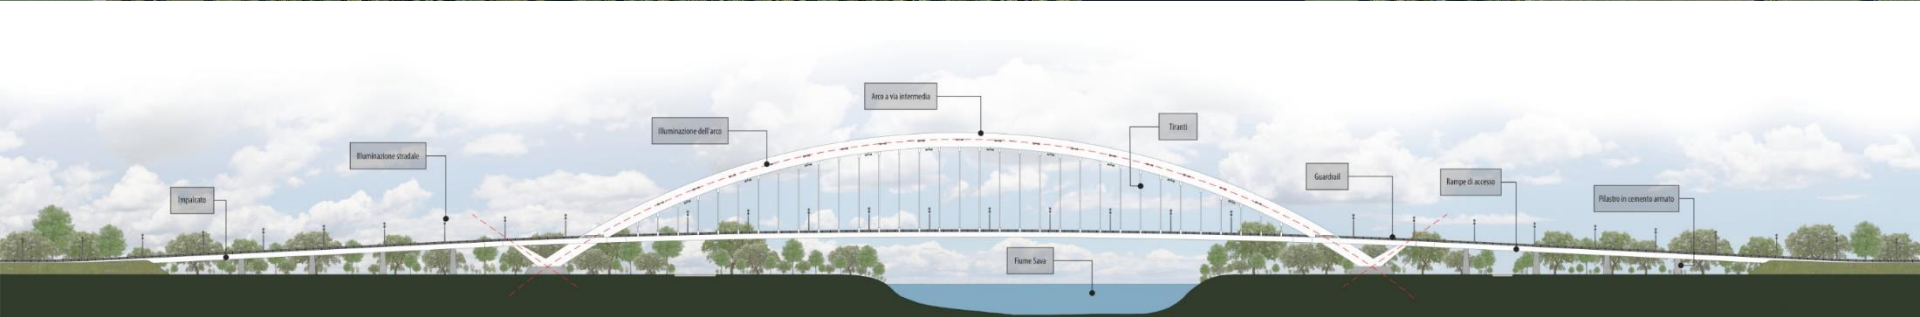 Impalcato
Illuminazione stradale
Illuminazione dell'arco
Arco a via intermedia
Tiranti
Fiume Sava
Guardrail
Rampe di accesso
Pilastro in cemento armato